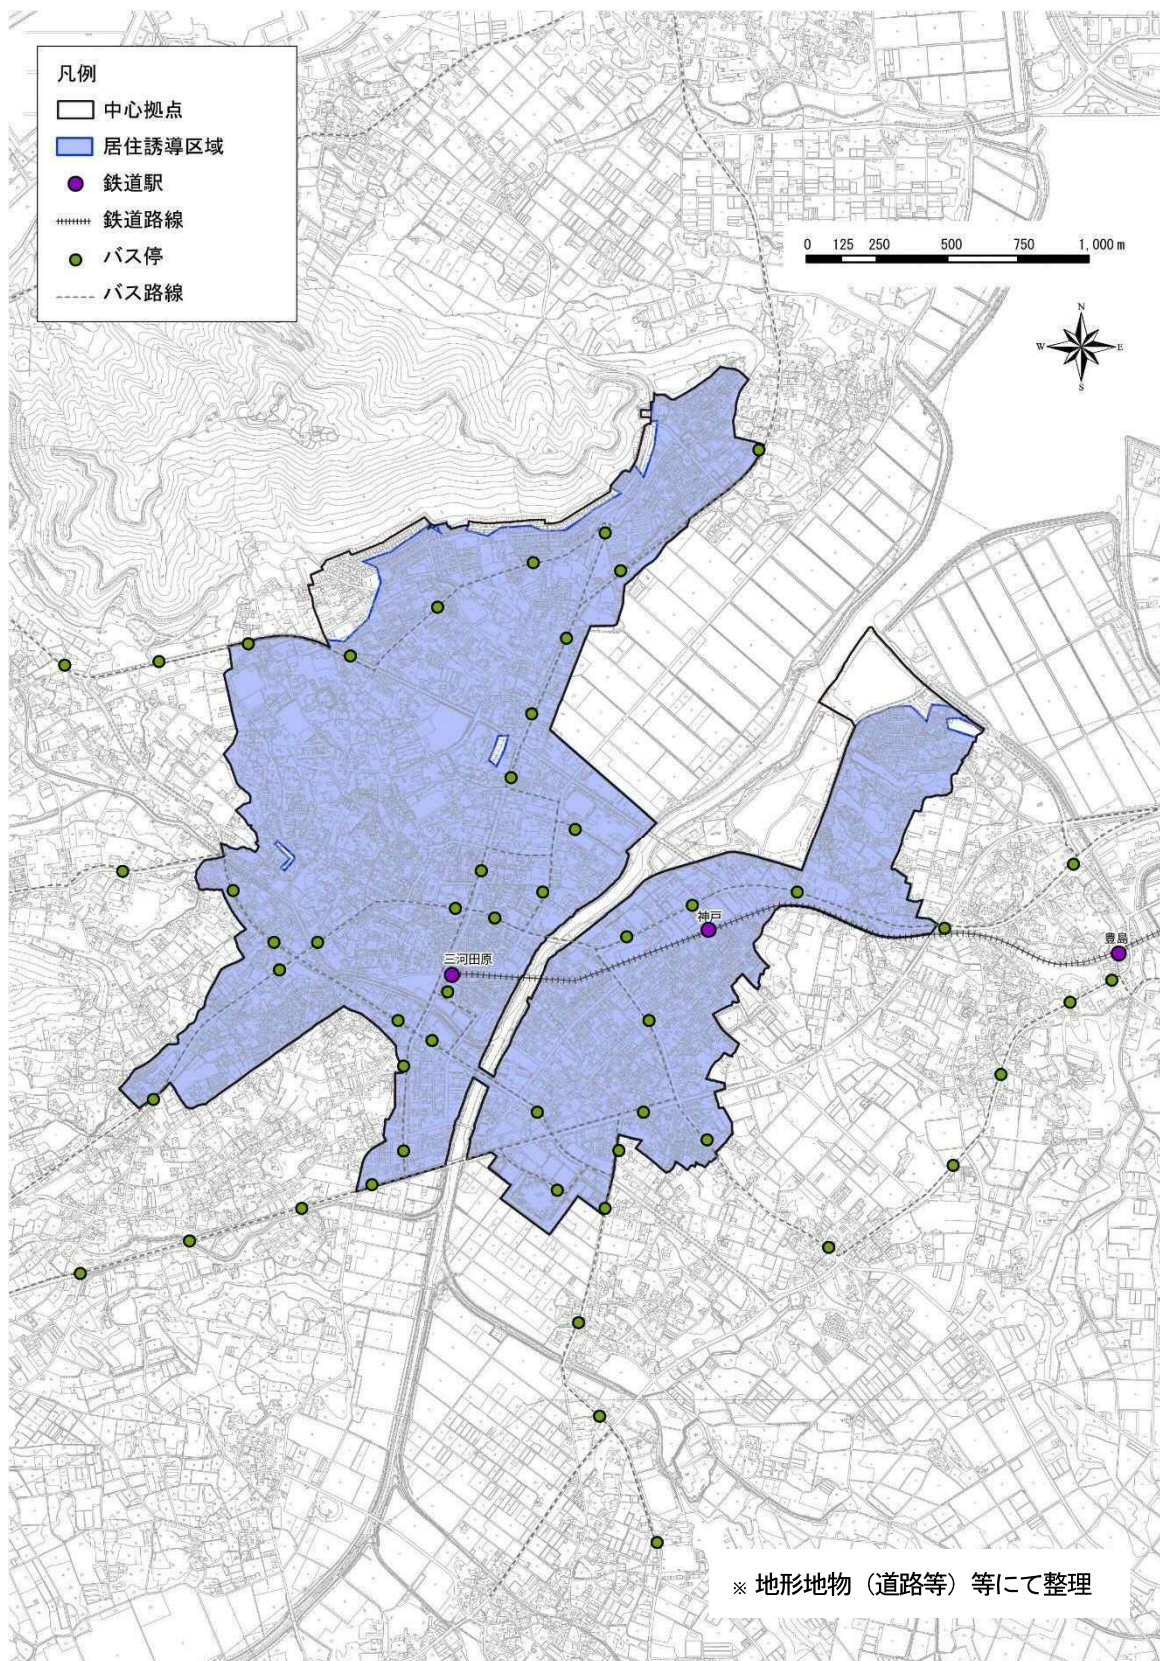 凡例
中心拠点
居住誘導区域
鉄道駅
鉄道路線
バス停
バス路線
0 125 250 500 750 1,000 m
N
W E
S
神戸
豊島
三河田原
※ 地形地物（道路等）等にて整理